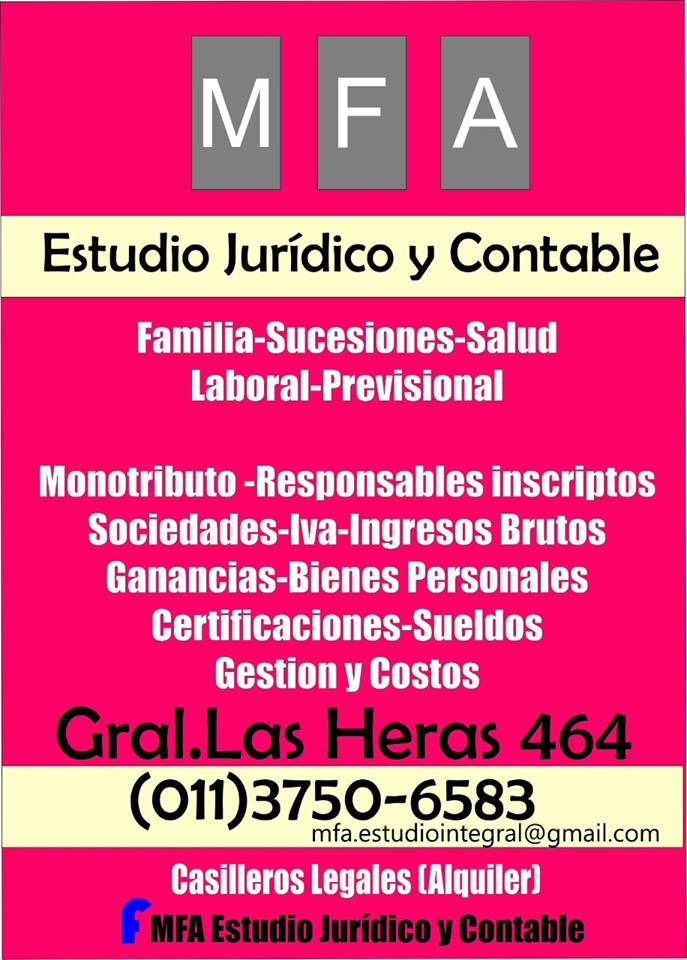 M F A
Estudio Jurídico y Contable
Familia-Sucesiones-Salud
Laboral-Previsional
Monotributo -Responsables inscriptos
Sociedades-Iva-Ingresos Brutos
Ganancias-Bienes Personales
Certificaciones-Sueldos
Gestion y Costos
Gral.Las Heras 464
(011)3750-6583
mfa.estudiointegral@gmail.com
Casilleros Legales (Alquiler)
f MFA Estudio Jurídico y Contable